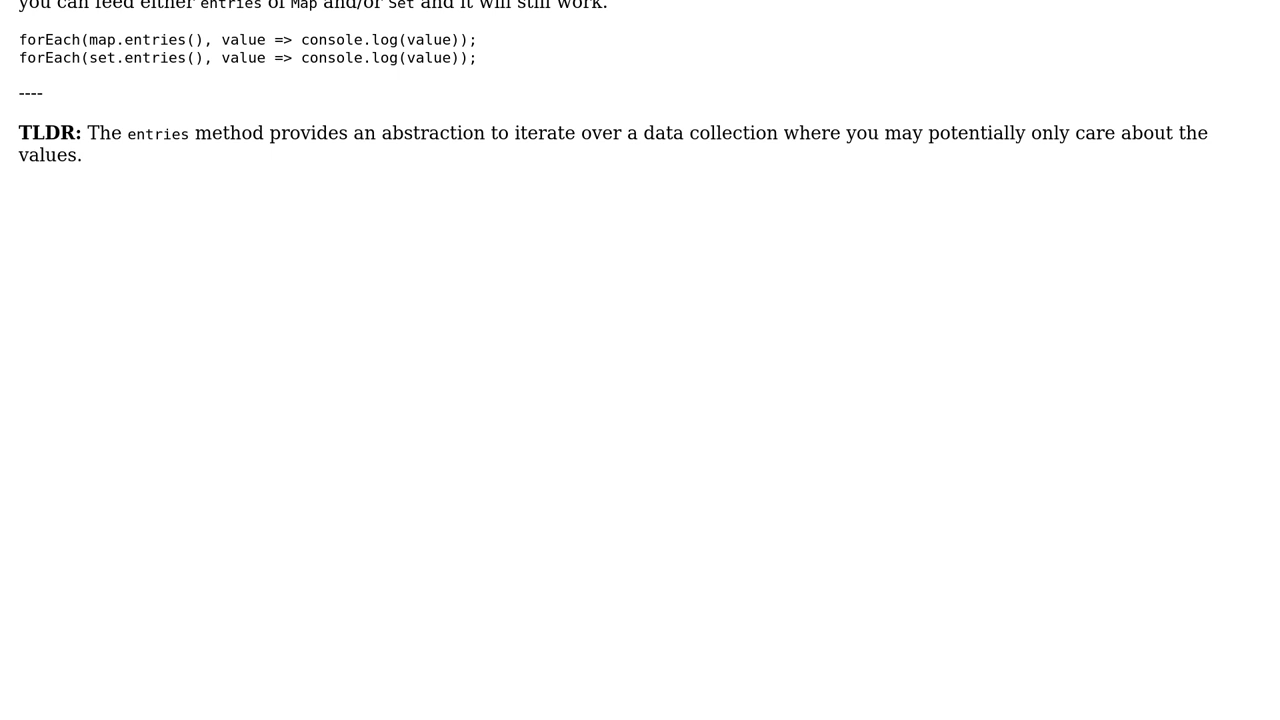 you can feed either entries of Map and/or Set and it will still work.
forEach(map.entries(), value => console.log(value));
forEach(set.entries(), value => console.log(value));
----
TLDR: The entries method provides an abstraction to iterate over a data collection where you may potentially only care about the
values.